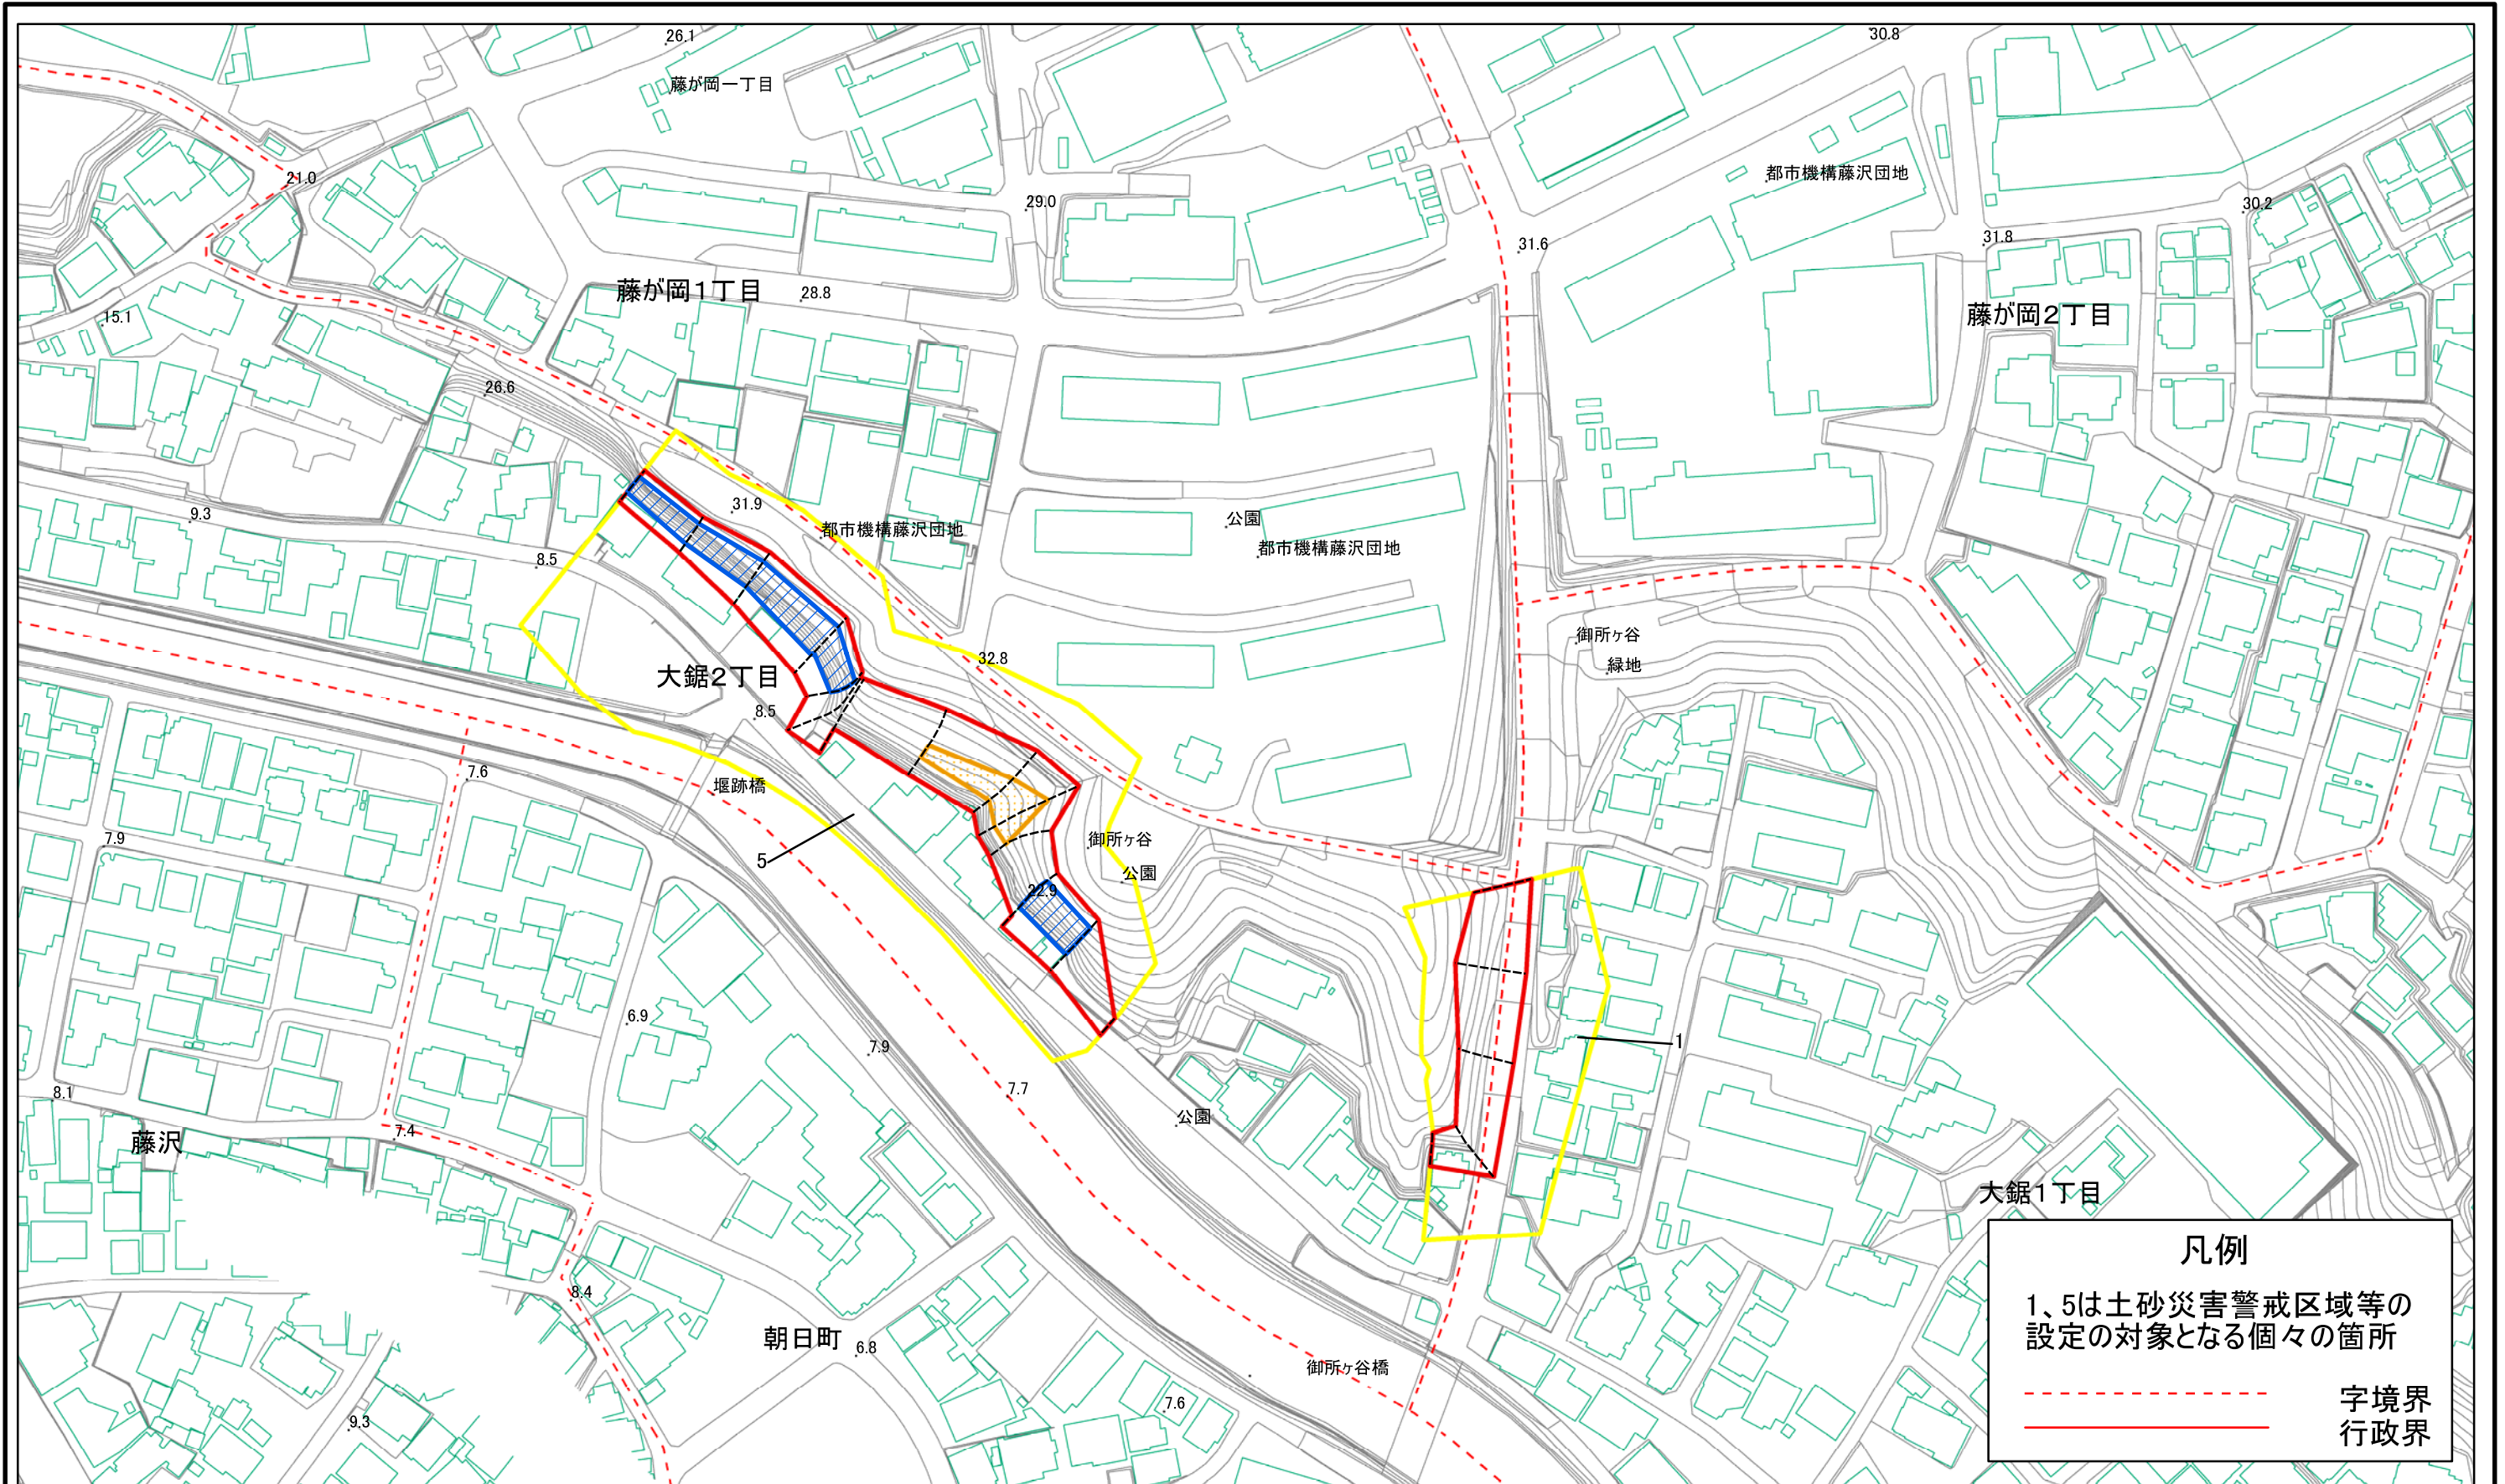 26.1
30.8
藤が岡一丁目
都市機構藤沢団地
21.0
29.0
30.2
31.6
31.8
藤が岡1丁目
28.8
藤が岡2丁目
15.1
26.6
31.9
9.3
都市機構藤沢団地
公園
都市機構藤沢団地
8.5
御所ヶ谷
緑地
32.8
大鋸2丁目
8.5
7.6
堰跡橋
7.9
御所ヶ谷
公園
5
22.9
6.9
7.9
1
7.7
8.1
公園
7.4
藤沢
大鋸1丁目
8.4
朝日町
6.8
御所ヶ谷橋
7.6
9.3
凡例
1、5は土砂災害警戒区域等の
設定の対象となる個々の箇所
字境界
行政界